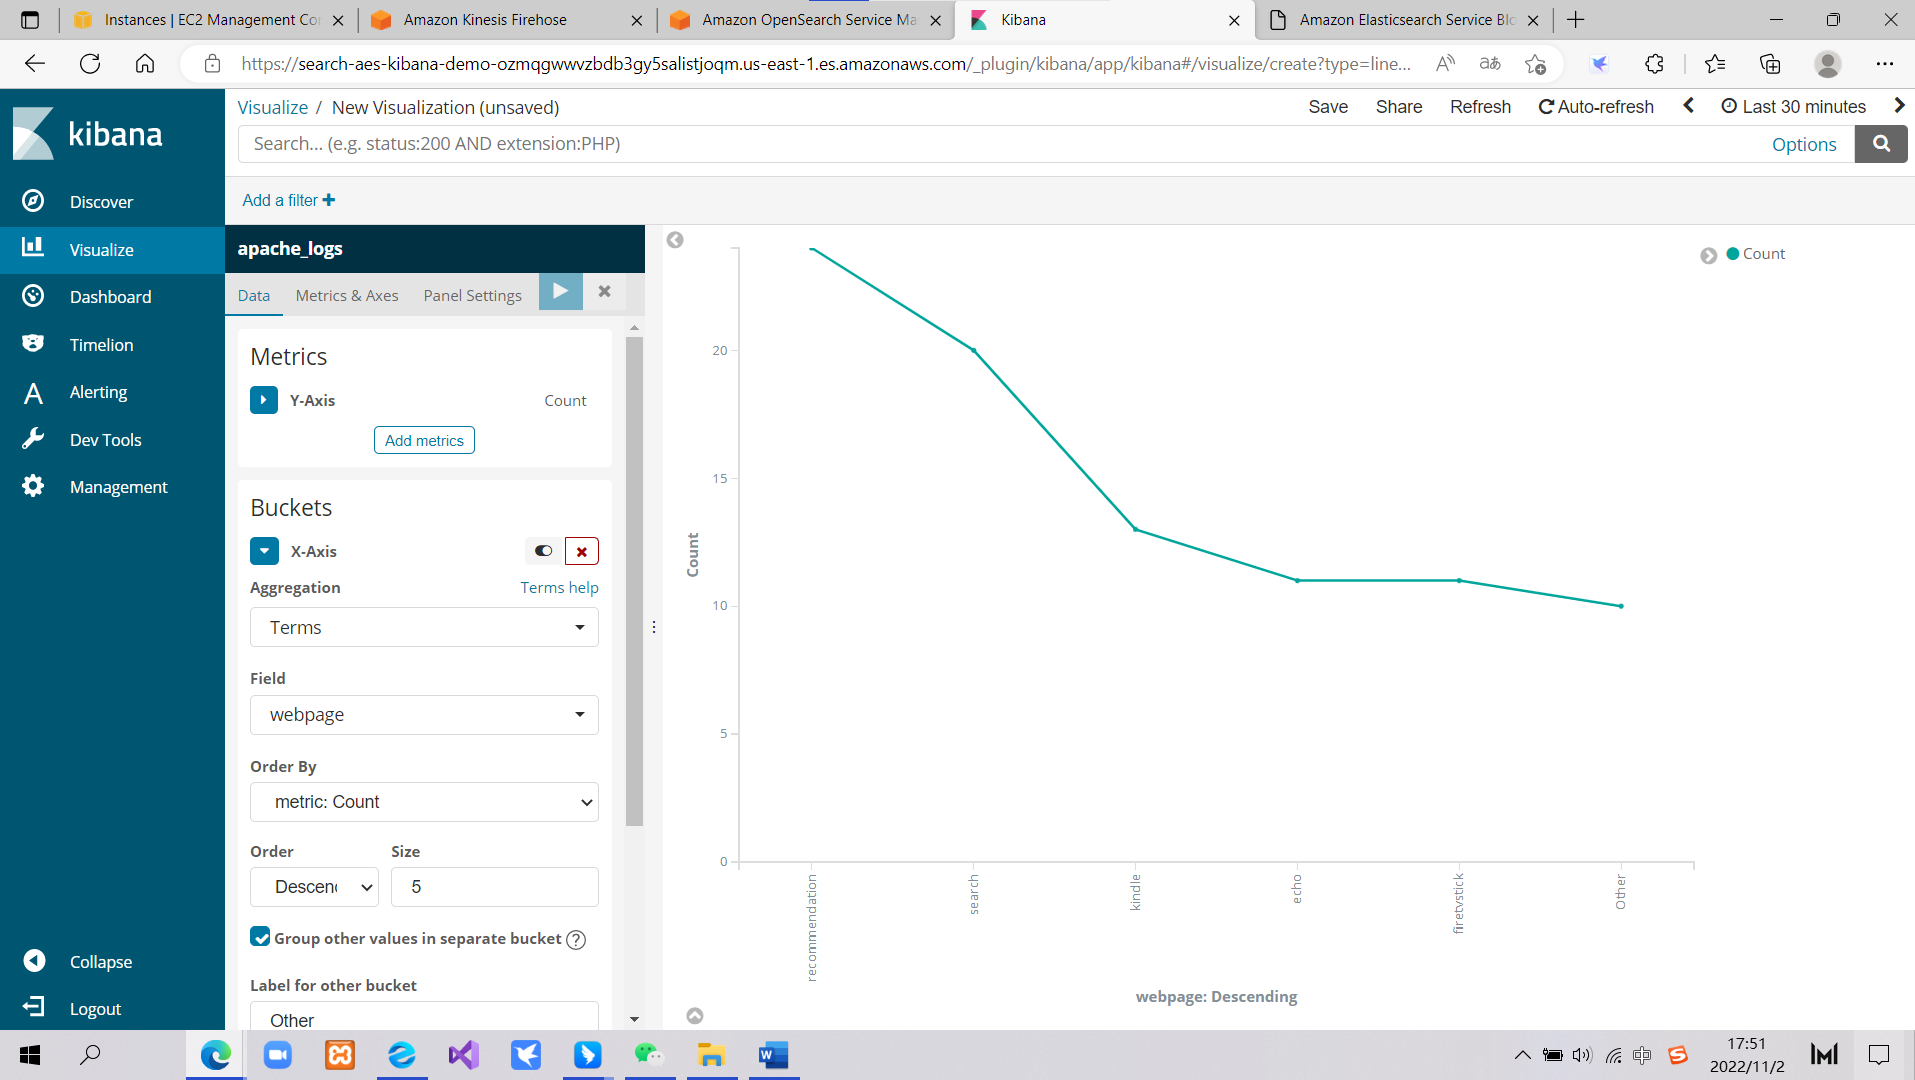 Instances | EC2 Management Co
Amazon Kinesis Firehose
Amazon OpenSearch Service Ma
Kibana
Amazon Elasticsearch Service Blo
https://search-aes-kibana-demo-ozmqgwwvzbdb3gy5salistjoqm.us-east-1.es.amazonaws.com/_plugin/kibana/app/kibana#/visualize/create?type=line...
kibana
Visualize / New Visualization (unsaved)
Save Share Refresh Auto-refresh Last 30 minutes
Search... (e.g. status:200 AND extension:PHP)
Options
Add a filter +
Discover
Visualize
Dashboard
Timelion
Alerting
Dev Tools
Management
Collapse
Logout
apache_logs
Data Metrics & Axes Panel Settings
Metrics
Y-Axis Count
Add metrics
Buckets
X-Axis
Aggregation Terms help
Terms
Field
webpage
Order By
metric: Count
Order Size
Descen 5
Group other values in separate bucket ?
Label for other bucket
Other
Count
20
15
10
5
0
Count
recommendation
search
kindle
echo
firetvstick
Other
webpage: Descending
中
17:51
2022/11/2